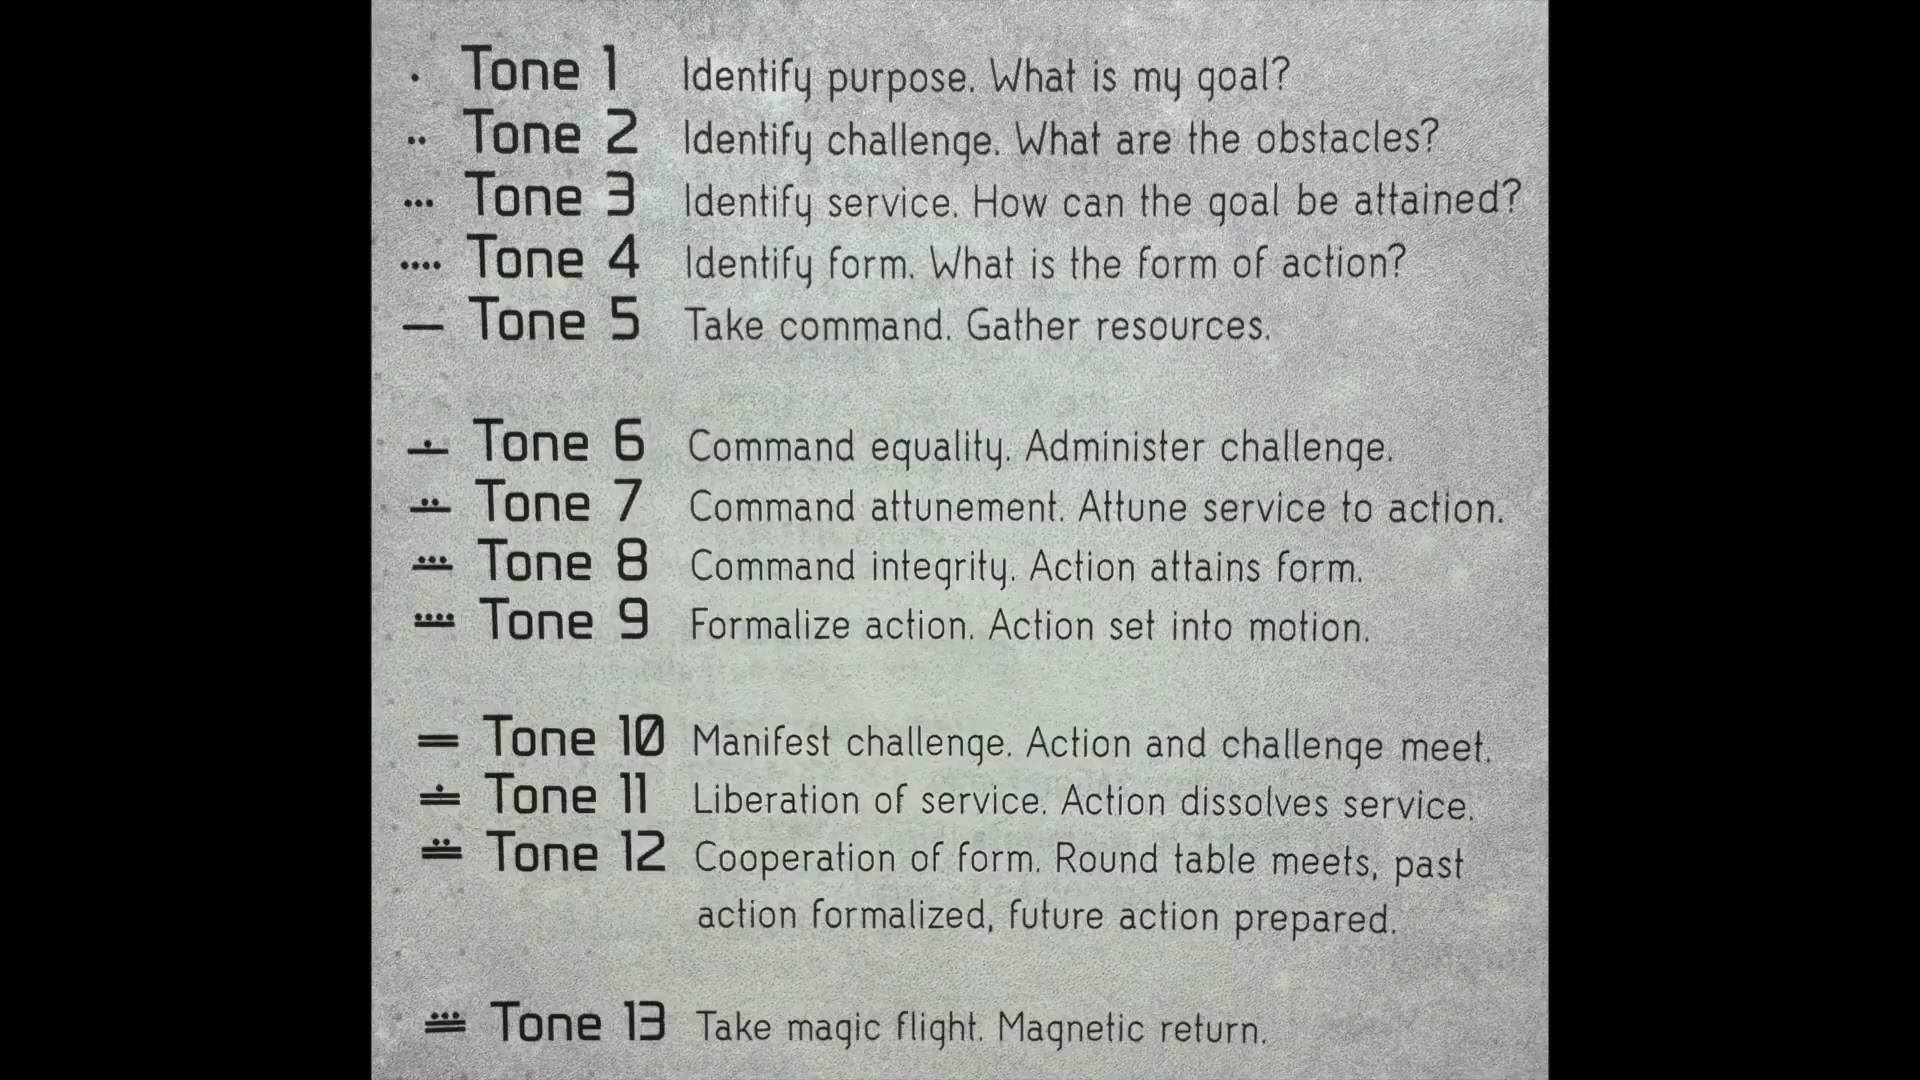 Tone 1 Identify purpose. What is my goal?
Tone 2 Identify challenge. What are the obstacles?
Tone 3 Identify service. How can the goal be attained?
Tone 4 Identify form. What is the form of action?
Tone 5 Take command. Gather resources.
Tone 6 Command equality. Administer challenge.
Tone 7 Command attunement. Attune service to action.
Tone 8 Command integrity. Action attains form.
Tone 9 Formalize action. Action set into motion.
Tone 10 Manifest challenge. Action and challenge meet.
Tone 11 Liberation of service. Action dissolves service.
Tone 12 Cooperation of form. Round table meets, past
action formalized, future action prepared.
Tone 13 Take magic flight. Magnetic return.